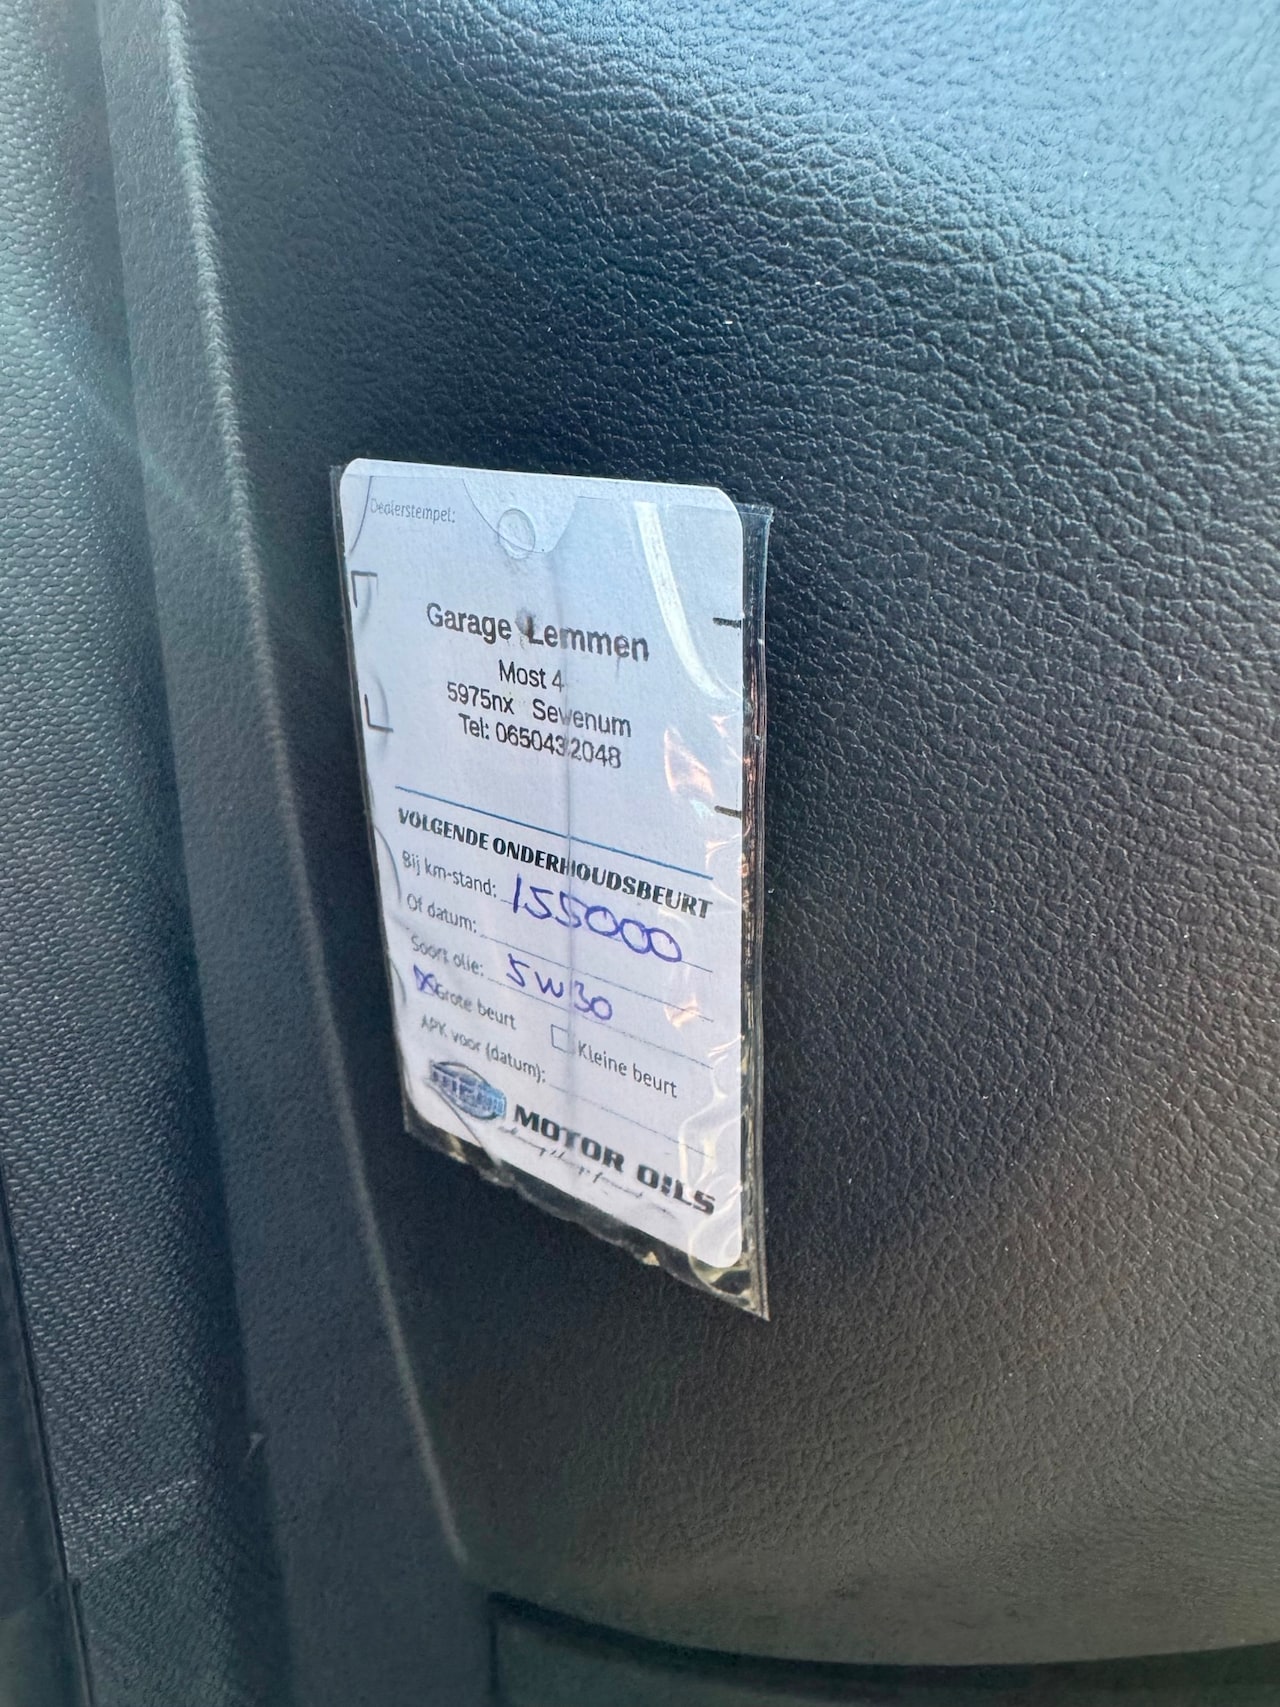 Dealerstempel:
Garage Lemmen
Most 4
5975nx Sevenum
Tel: 0650432048
VOLGENDE ONDERHOUDSBEURT
Bij km-stand: 155000
Of datum:
Soort olie: 5W30
Grote beurt Kleine beurt
APK voor (datum):
MOTOR OILS